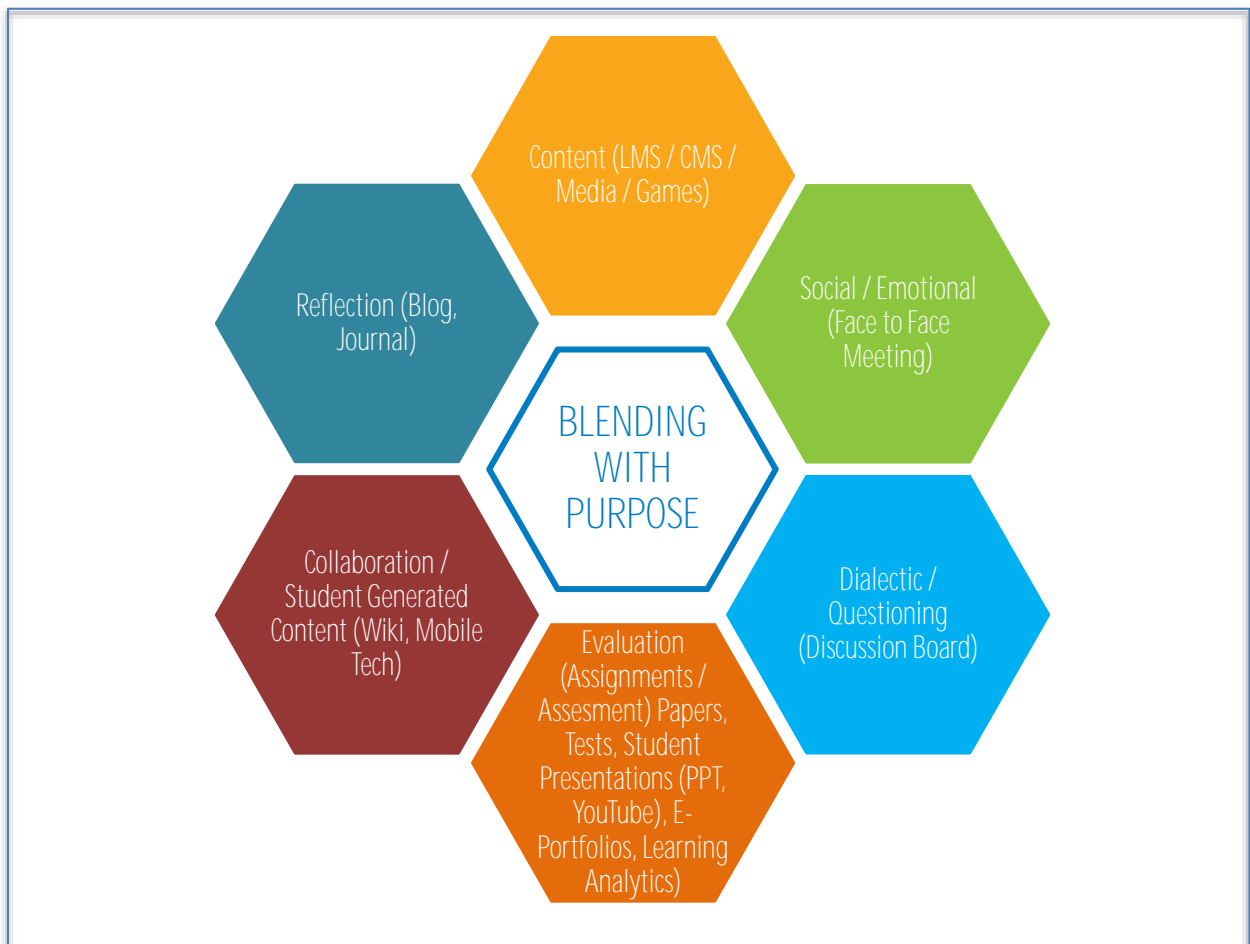 Content (LMS / CMS /
Media / Games)
Social / Emotional
(Face to Face
Meeting)
Dialectic /
Questioning
(Discussion Board)
Evaluation
(Assignments /
Assesment) Papers,
Tests, Student
Presentations (PPT,
YouTube), E-
Portfolios, Learning
Analytics)
Collaboration /
Student Generated
Content (Wiki, Mobile
Tech)
Reflection (Blog,
Journal)
BLENDING
WITH
PURPOSE